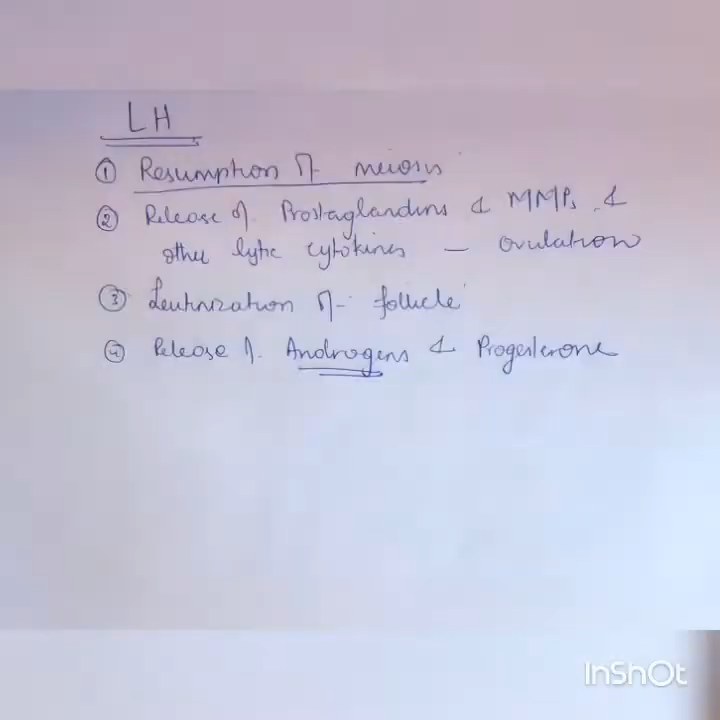 LH
① Resumption of meiosis
② Release of Prostaglandins & MMPs &
other lytic cytokines — ovulation
③ Leutinization of follicle
④ Release of Androgens & Progesterone
InShOt